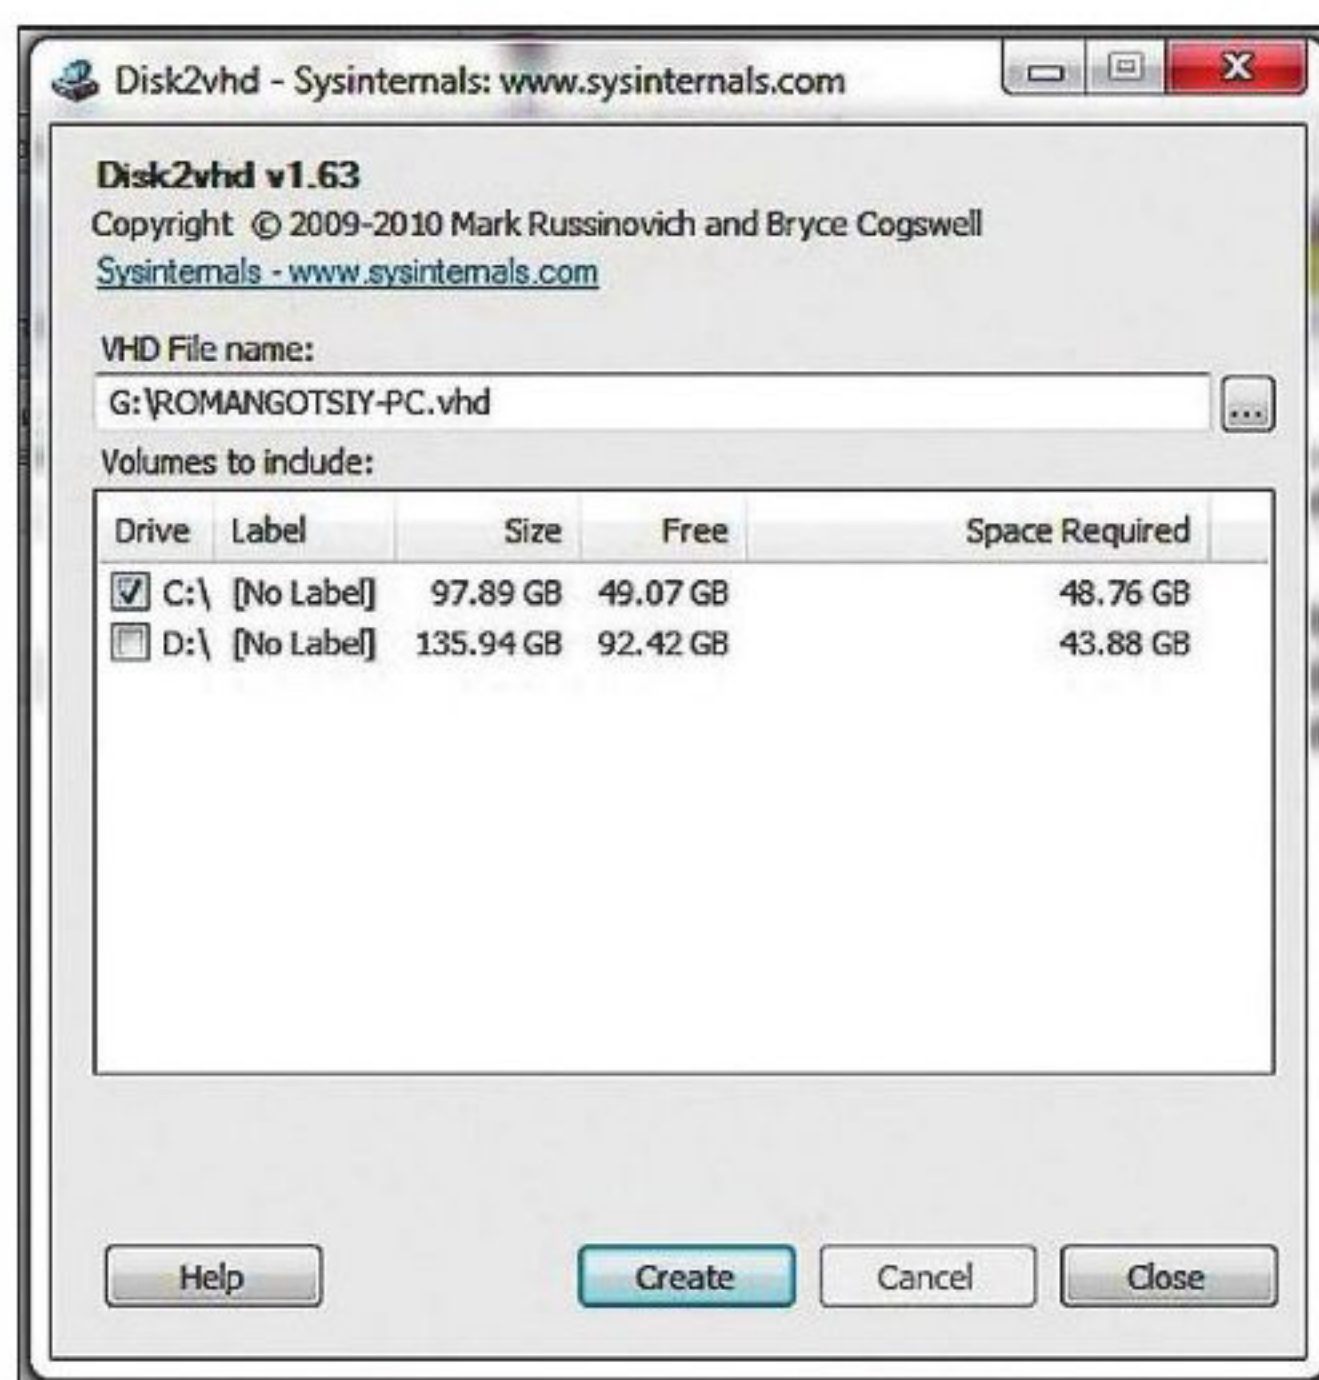 Disk2vhd - Sysinternals: www.sysinternals.com
Disk2vhd v1.63
Copyright © 2009-2010 Mark Russinovich and Bryce Cogswell
Sysinternals - www.sysinternals.com
VHD File name:
G:\ROMANGOTSIY-PC.vhd
...
Volumes to include:
Drive Label Size Free Space Required
C:\ [No Label] 97.89 GB 49.07 GB 48.76 GB
D:\ [No Label] 135.94 GB 92.42 GB 43.88 GB
Help Create Cancel Close